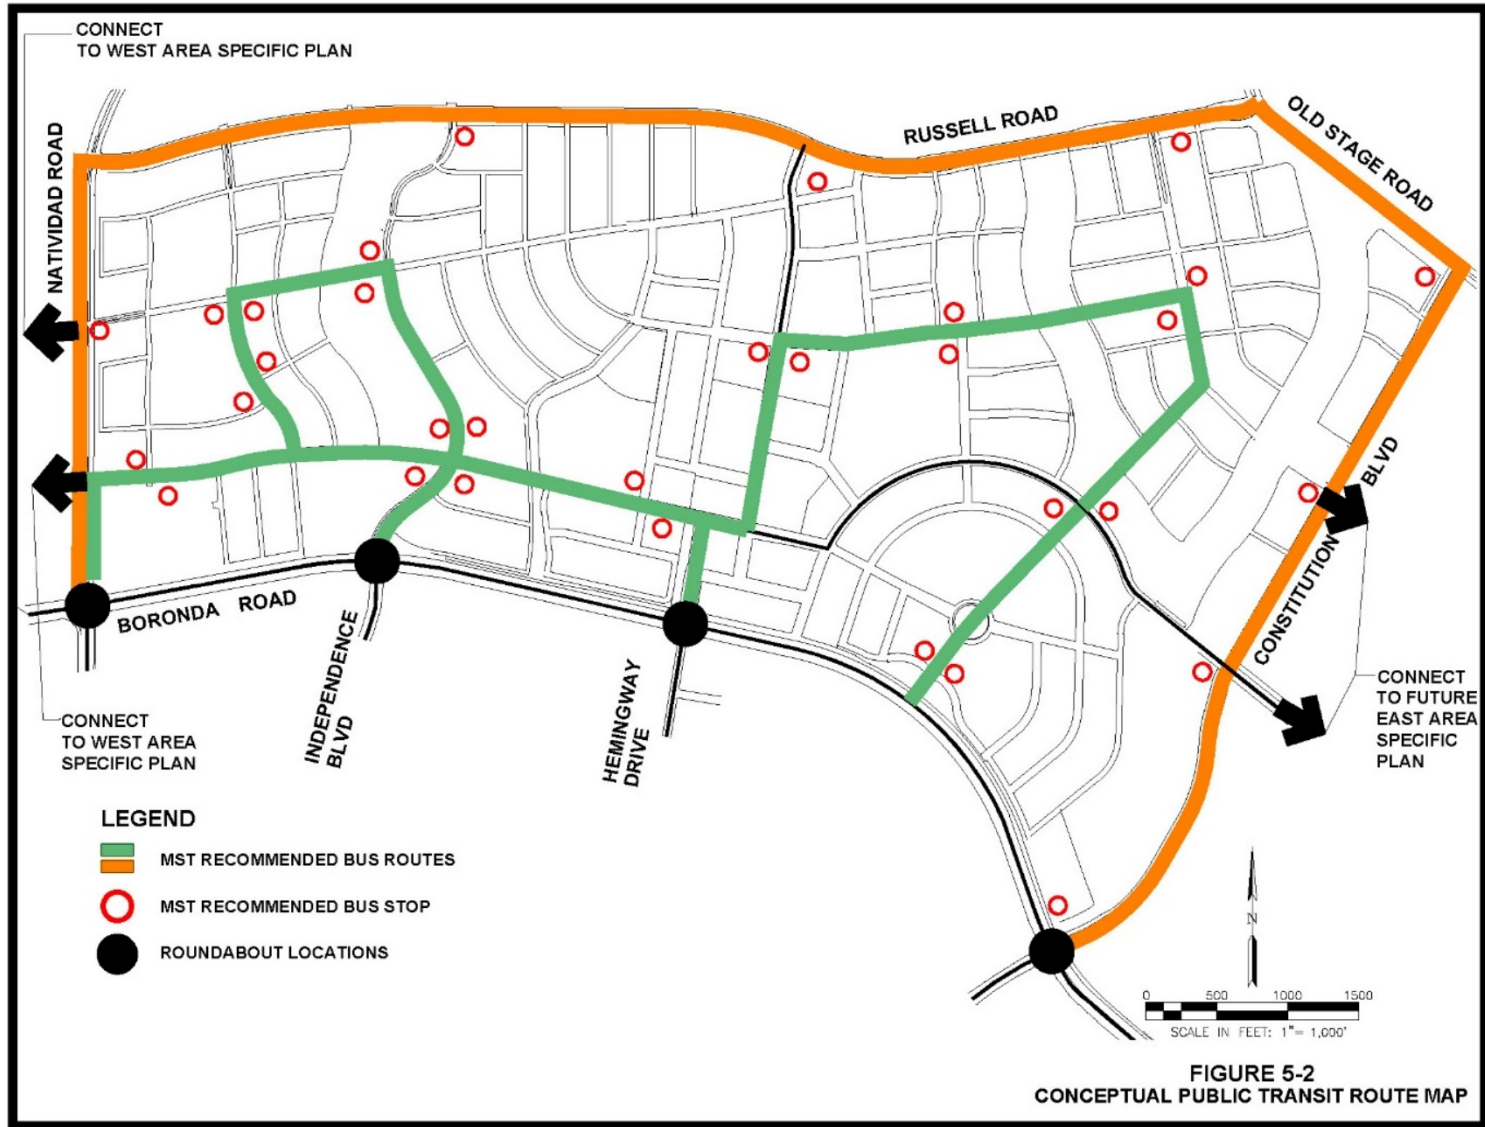 CONNECT
TO WEST AREA SPECIFIC PLAN
NATIVIDAD ROAD
RUSSELL ROAD
OLD STAGE ROAD
CONSTITUTION BLVD
BORONDA ROAD
INDEPENDENCE
BLVD
HEMINGWAY
DRIVE
CONNECT
TO WEST AREA
SPECIFIC PLAN
CONNECT
TO FUTURE
EAST AREA
SPECIFIC
PLAN
LEGEND
MST RECOMMENDED BUS ROUTES
MST RECOMMENDED BUS STOP
ROUNDABOUT LOCATIONS
N
0 500 1000 1500
SCALE IN FEET: 1"= 1,000'
FIGURE 5-2
CONCEPTUAL PUBLIC TRANSIT ROUTE MAP